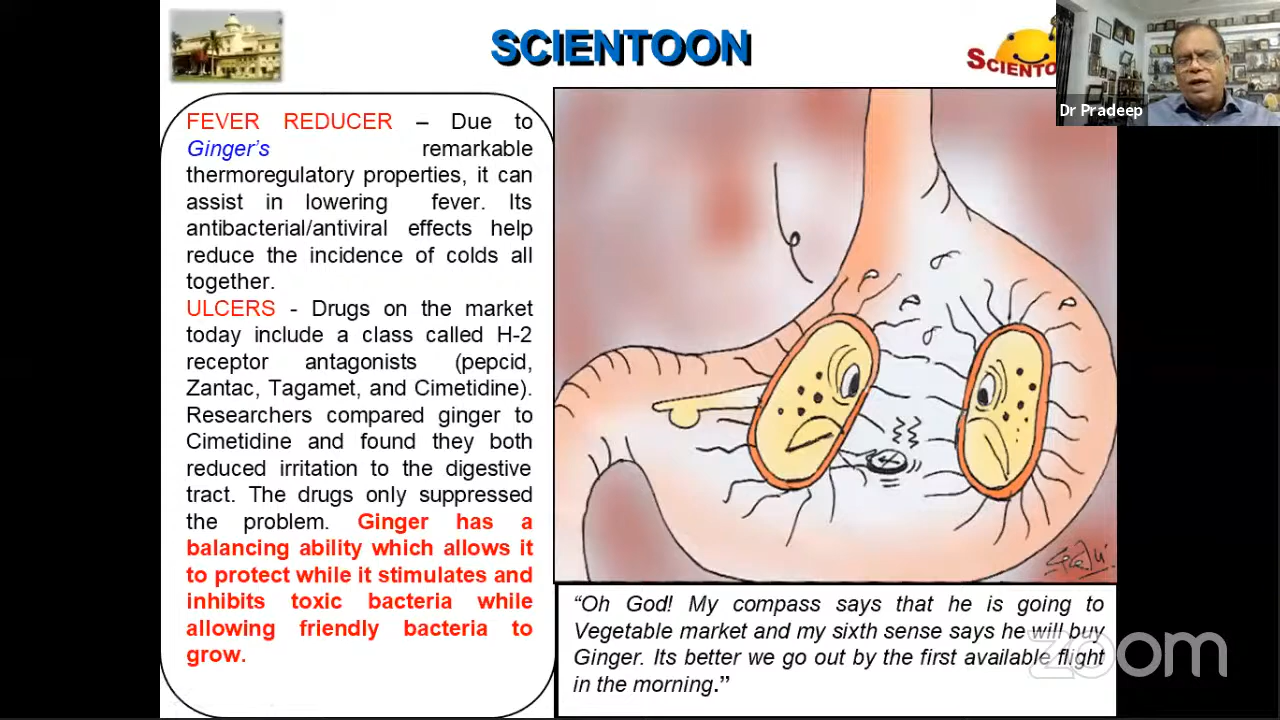 SCIENTOON
SCIENTO
Dr Pradeep
FEVER REDUCER – Due to
Ginger's remarkable
thermoregulatory properties, it can
assist in lowering fever. Its
antibacterial/antiviral effects help
reduce the incidence of colds all
together.
ULCERS - Drugs on the market
today include a class called H-2
receptor antagonists (pepcid,
Zantac, Tagamet, and Cimetidine).
Researchers compared ginger to
Cimetidine and found they both
reduced irritation to the digestive
tract. The drugs only suppressed
the problem. Ginger has a
balancing ability which allows it
to protect while it stimulates and
inhibits toxic bacteria while
allowing friendly bacteria to
grow.
“Oh God! My compass says that he is going to
Vegetable market and my sixth sense says he will buy
Ginger. Its better we go out by the first available flight
in the morning.”
zoom